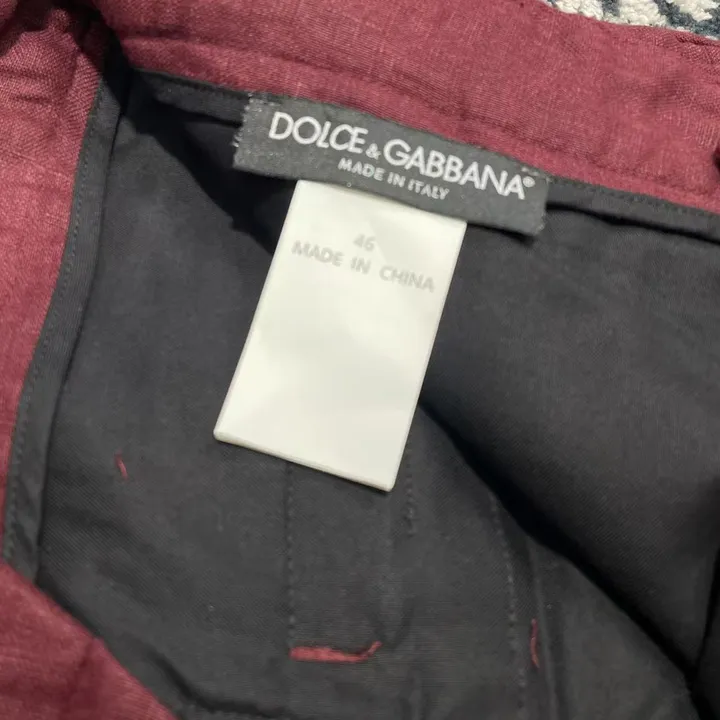 DOLCE & GABBANA®
MADE IN ITALY
46
MADE IN CHINA